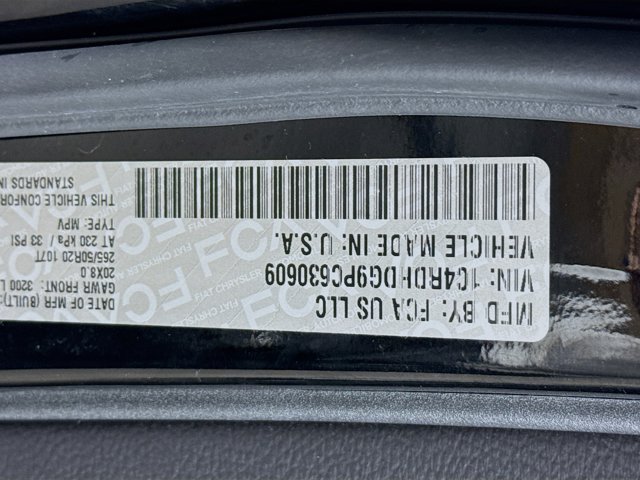 MFD BY: FCA US LLC
DATE OF MFR (BUILT):
VIN: 1C4RDHDG9PC630609
GAWR FRONT: 3200 L
20X8.0
265/50R20 107T
AT 230 kPa / 33 PSI
VEHICLE MADE IN: U.S.A.
TYPE: MPV
THIS VEHICLE CONFOR
STANDARDS IN